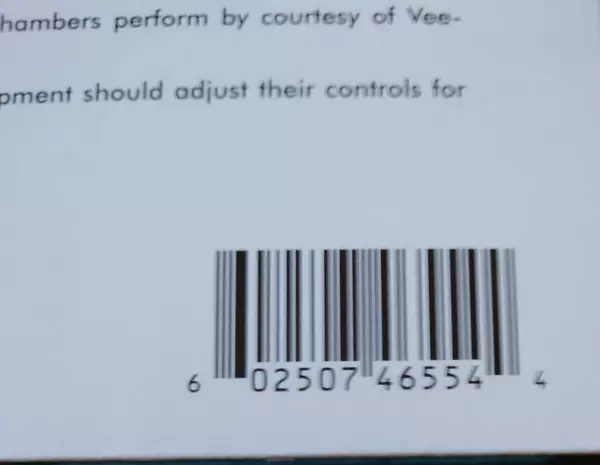 hambers perform by courtesy of Vee-
pment should adjust their controls for
6 02507 46554 4